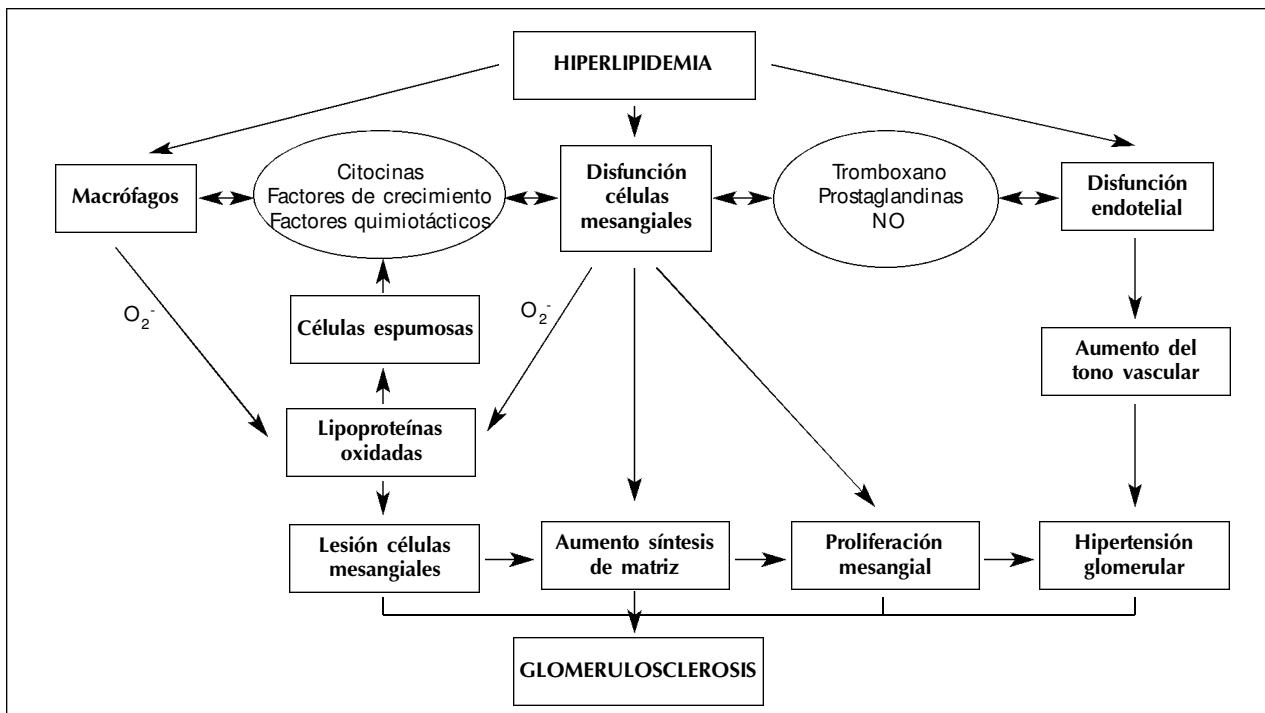 HIPERLIPIDEMIA
Macrófagos
Citocinas
Factores de crecimiento
Factores quimiotácticos
Disfunción
células
mesangiales
Tromboxano
Prostaglandinas
NO
Disfunción
endotelial
O₂⁻
Células espumosas
O₂⁻
Aumento del
tono vascular
Lipoproteínas
oxidadas
Lesión células
mesangiales
Aumento síntesis
de matriz
Proliferación
mesangial
Hipertensión
glomerular
GLOMERULOSCLEROSIS